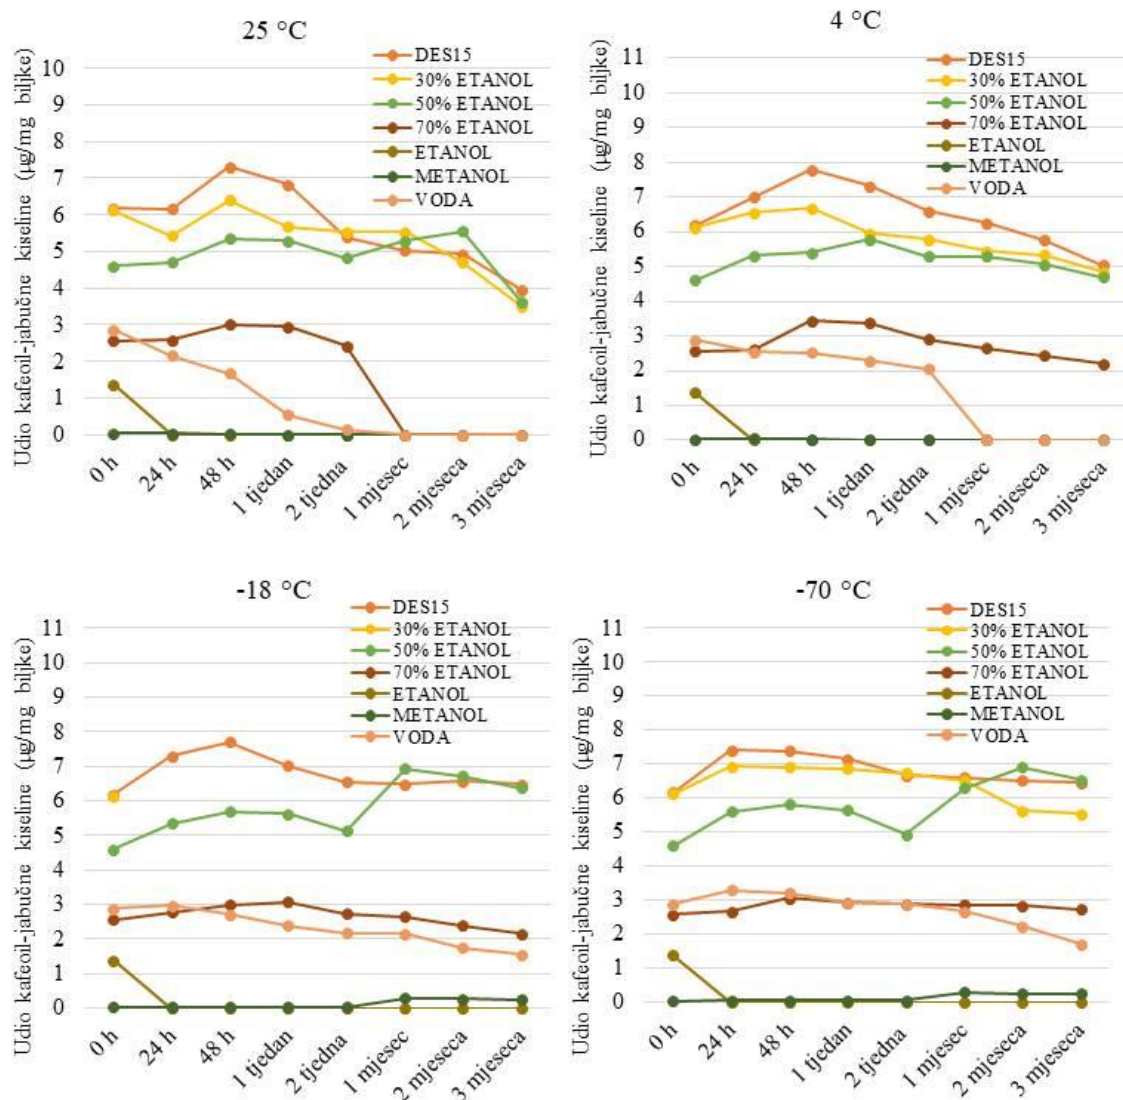 25 °C
Udio kafeoil-jabučne kiseline (µg/mg biljke)
10
9
8
7
6
5
4
3
2
1
0
DES15
30% ETANOL
50% ETANOL
70% ETANOL
ETANOL
METANOL
VODA
0 h
24 h
48 h
1 tjedan
2 tjedna
1 mjesec
2 mjeseca
3 mjeseca
4 °C
Udio kafeoil-jabučne kiseline (µg/mg biljke)
11
10
9
8
7
6
5
4
3
2
1
0
DES15
30% ETANOL
50% ETANOL
70% ETANOL
ETANOL
METANOL
VODA
0 h
24 h
48 h
1 tjedan
2 tjedna
1 mjesec
2 mjeseca
3 mjeseca
-18 °C
Udio kafeoil-jabučne kiseline (µg/mg biljke)
11
10
9
8
7
6
5
4
3
2
1
0
DES15
30% ETANOL
50% ETANOL
70% ETANOL
ETANOL
METANOL
VODA
0 h
24 h
48 h
1 tjedan
2 tjedna
1 mjesec
2 mjeseca
3 mjeseca
-70 °C
Udio kafeoil-jabučne kiseline (µg/mg biljke)
11
10
9
8
7
6
5
4
3
2
1
0
DES15
30% ETANOL
50% ETANOL
70% ETANOL
ETANOL
METANOL
VODA
0 h
24 h
48 h
1 tjedan
2 tjedna
1 mjesec
2 mjeseca
3 mjeseca